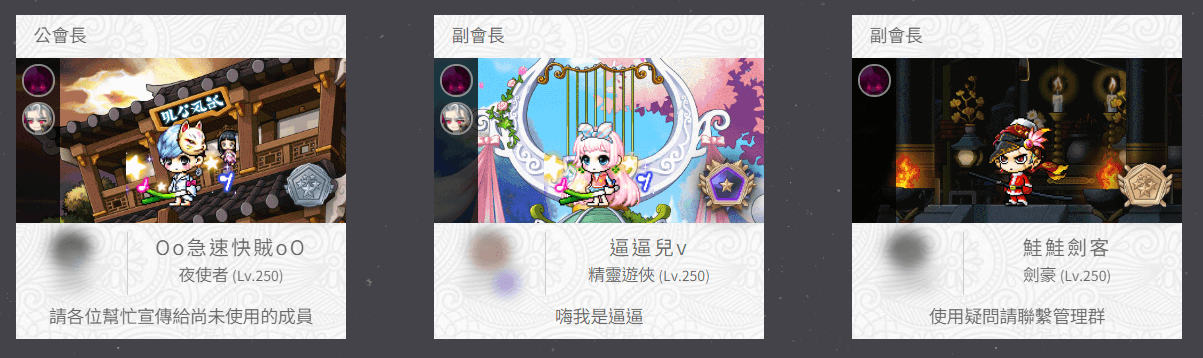 公會長
Oo急速快賊oO
夜使者 (Lv.250)
請各位幫忙宣傳給尚未使用的成員
副會長
逼逼兒v
精靈遊俠 (Lv.250)
嗨我是逼逼
副會長
鮭鮭劍客
劍豪 (Lv.250)
使用疑問請聯繫管理群